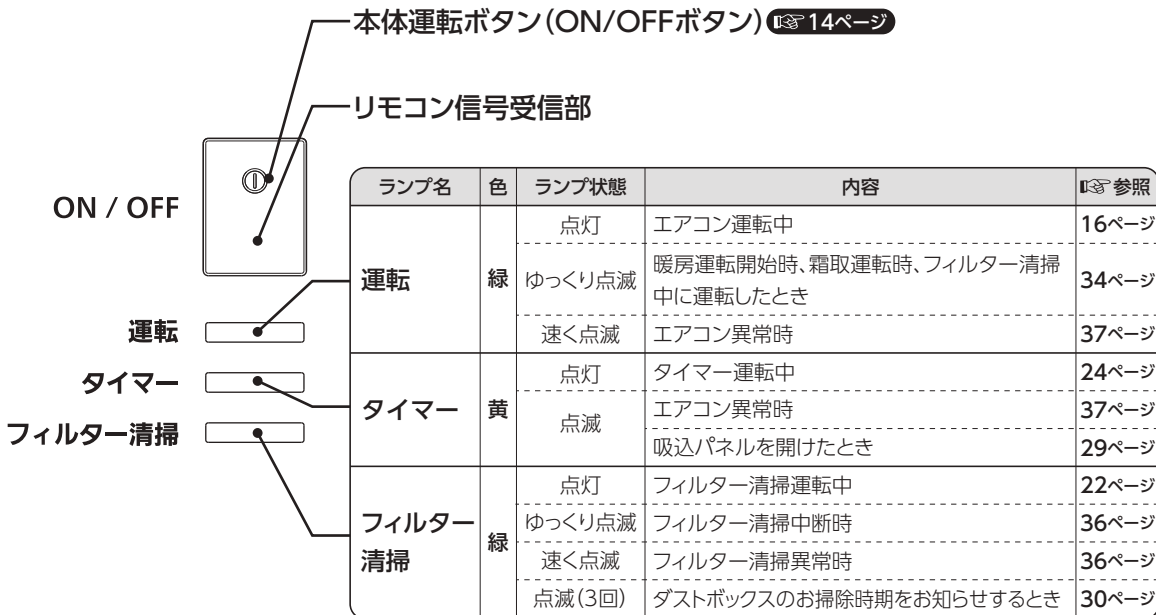 本体運転ボタン(ON/OFFボタン) ☞14ページ
リモコン信号受信部
ON / OFF
運転
タイマー
フィルター清掃
ランプ名 色 ランプ状態 内容 ☞参照
運転 緑 点灯 エアコン運転中 16ページ
ゆっくり点滅 暖房運転開始時、霜取運転時、フィルター清掃
中に運転したとき 34ページ
速く点滅 エアコン異常時 37ページ
タイマー 黄 点灯 タイマー運転中 24ページ
点滅 エアコン異常時 37ページ
吸込パネルを開けたとき 29ページ
フィルター
清掃 緑 点灯 フィルター清掃運転中 22ページ
ゆっくり点滅 フィルター清掃中断時 36ページ
速く点滅 フィルター清掃異常時 36ページ
点滅(3回) ダストボックスのお掃除時期をお知らせするとき 30ページ